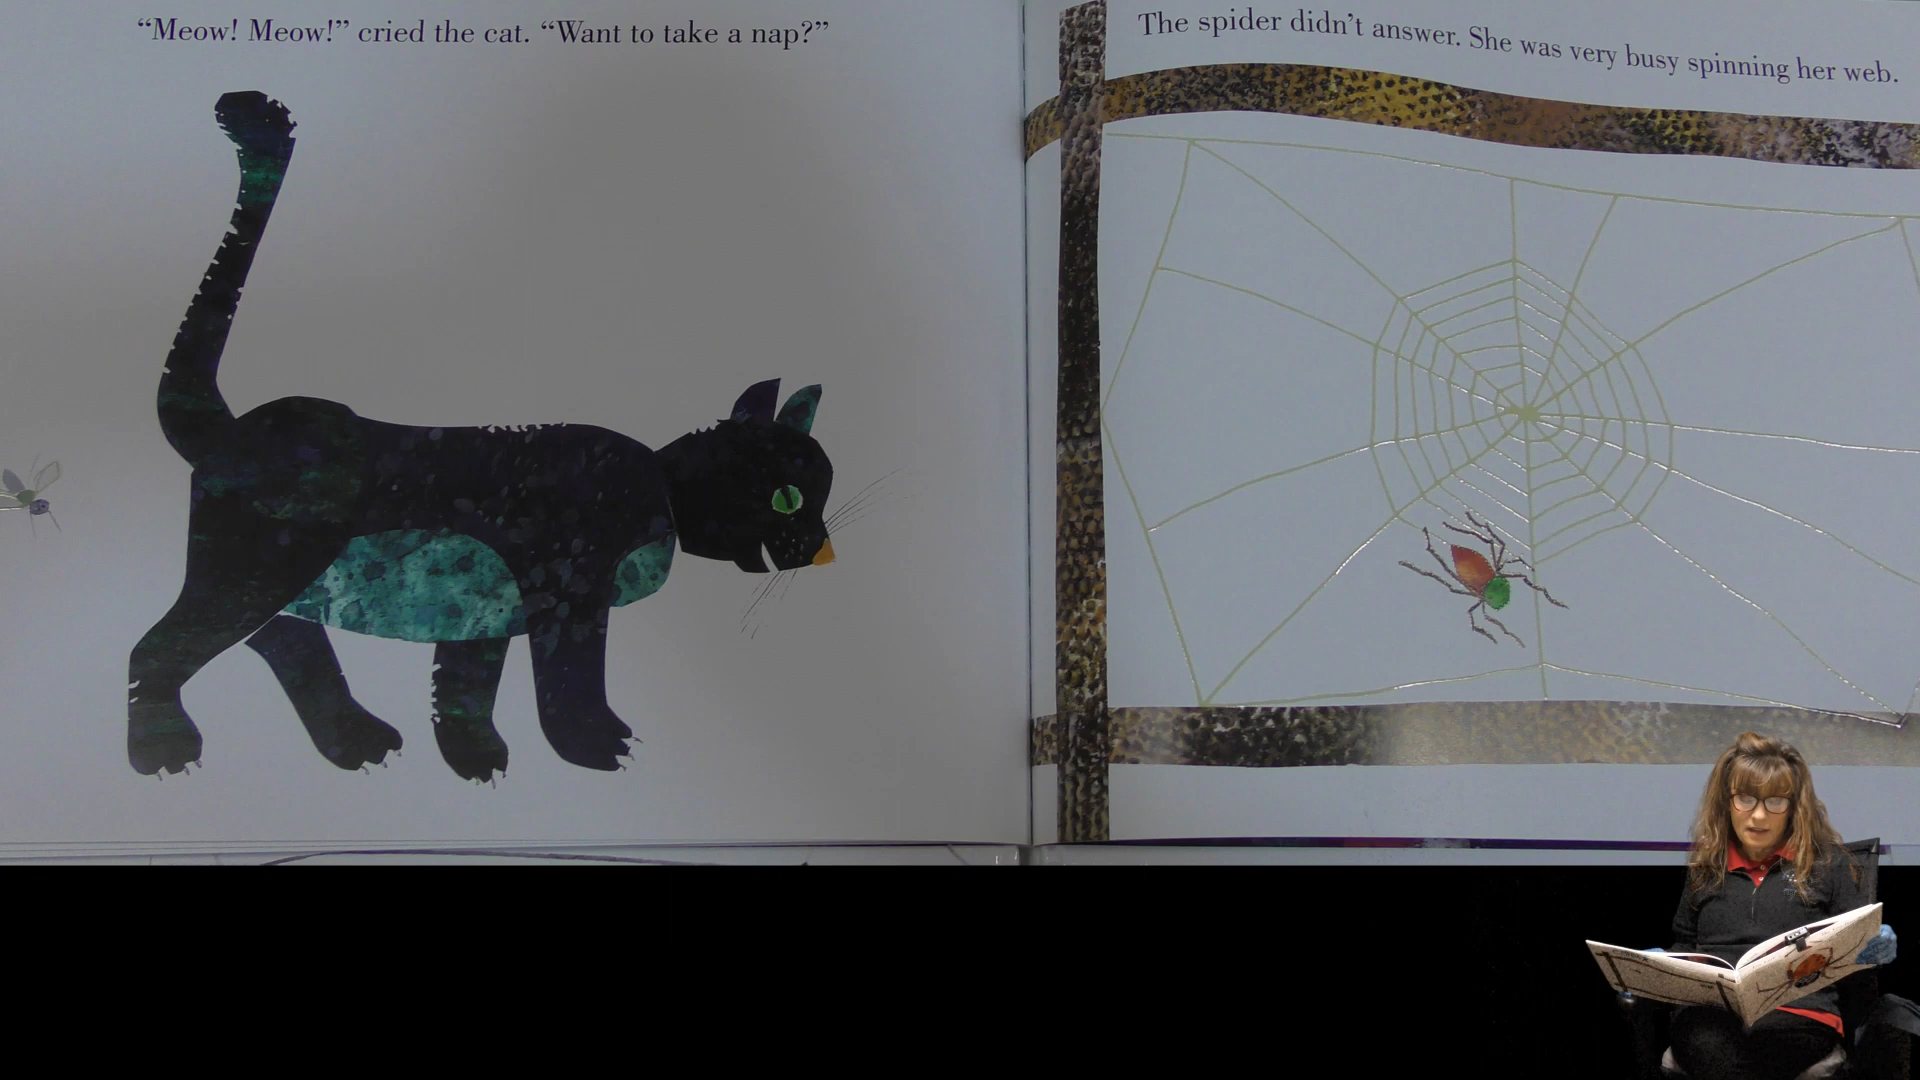 “Meow! Meow!” cried the cat. “Want to take a nap?”
The spider didn’t answer. She was very busy spinning her web.